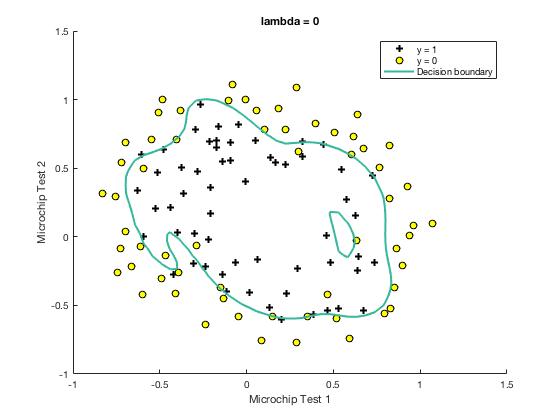 lambda = 0
y = 1
y = 0
Decision boundary
1.5
1
0.5
0
-0.5
-1
Microchip Test 2
-1
-0.5
0
0.5
1
1.5
Microchip Test 1